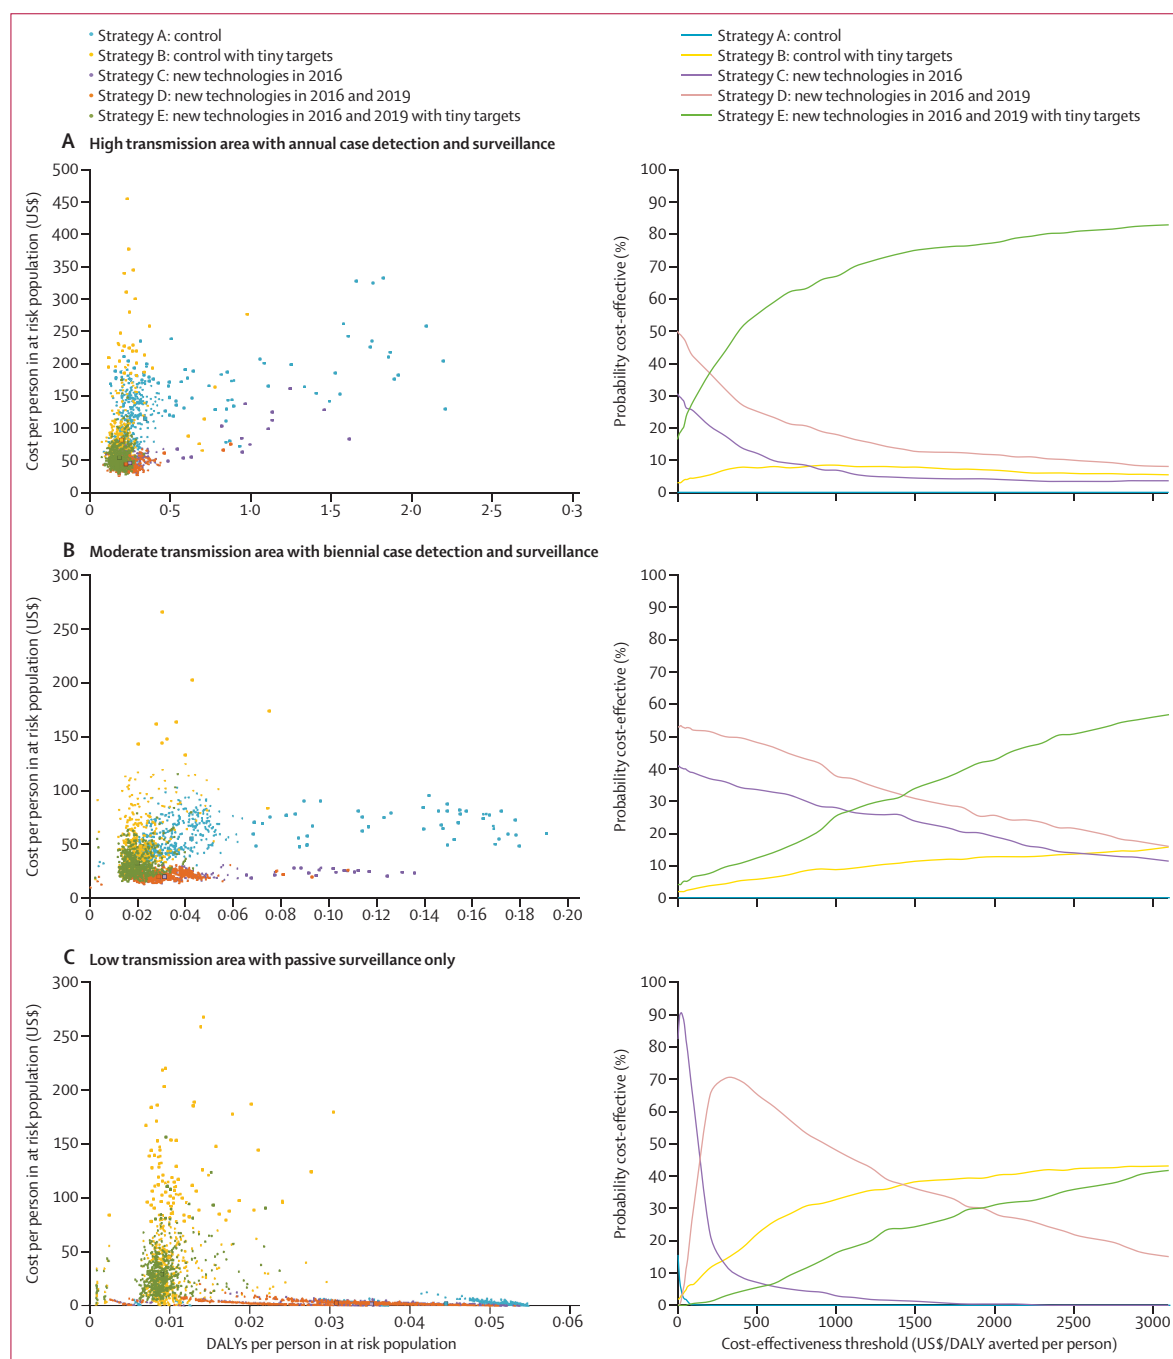 Strategy A: control
Strategy B: control with tiny targets
Strategy C: new technologies in 2016
Strategy D: new technologies in 2016 and 2019
Strategy E: new technologies in 2016 and 2019 with tiny targets
Strategy A: control
Strategy B: control with tiny targets
Strategy C: new technologies in 2016
Strategy D: new technologies in 2016 and 2019
Strategy E: new technologies in 2016 and 2019 with tiny targets
A High transmission area with annual case detection and surveillance
Cost per person in at risk population (US$)
500
450
400
350
300
250
200
150
100
50
0
0 0·5 1·0 1·5 2·0 2·5 0·3
Probability cost-effective (%)
100
90
80
70
60
50
40
30
20
10
0
B Moderate transmission area with biennial case detection and surveillance
Cost per person in at risk population (US$)
300
250
200
150
100
50
0
0 0·02 0·04 0·06 0·08 0·10 0·12 0·14 0·16 0·18 0·20
Probability cost-effective (%)
100
90
80
70
60
50
40
30
20
10
0
C Low transmission area with passive surveillance only
Cost per person in at risk population (US$)
300
250
200
150
100
50
0
0 0·01 0·02 0·03 0·04 0·05 0·06
DALYs per person in at risk population
Probability cost-effective (%)
100
90
80
70
60
50
40
30
20
10
0
0 500 1000 1500 2000 2500 3000
Cost-effectiveness threshold (US$/DALY averted per person)